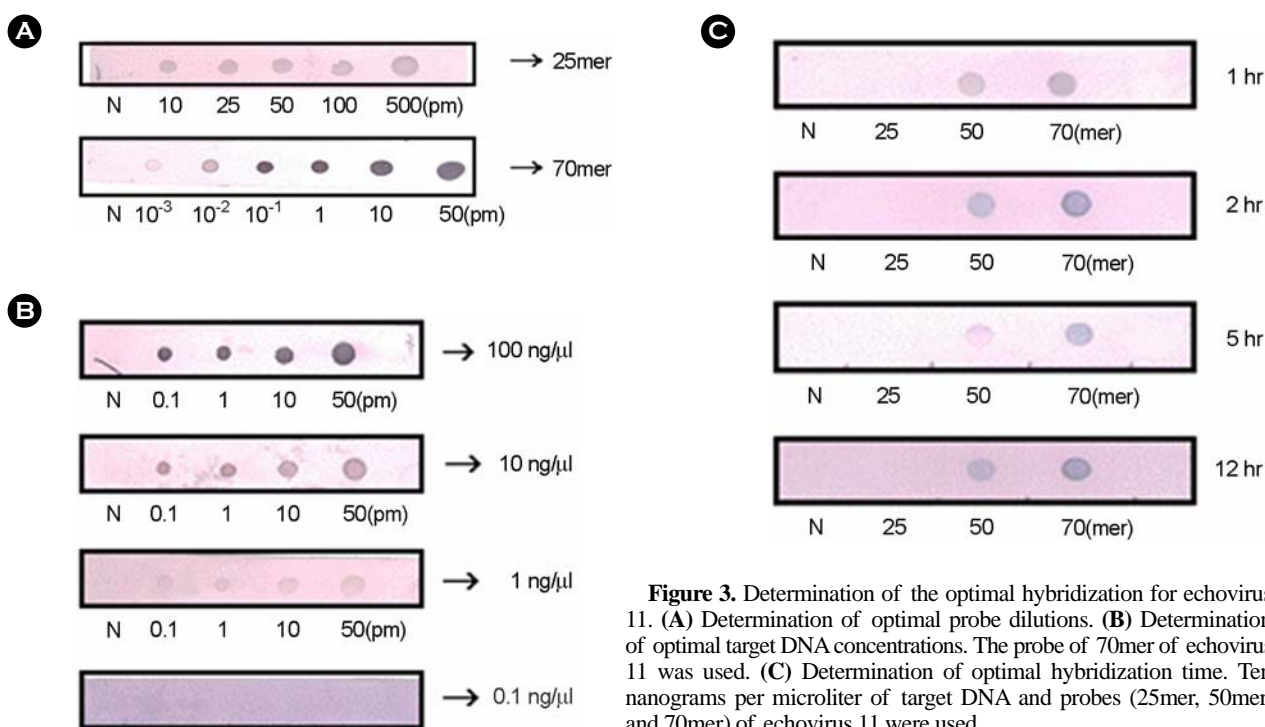 A
→ 25mer
N 10 25 50 100 500(pm)
→ 70mer
N 10-3 10-2 10-1 1 10 50(pm)
B
→ 100 ng/μl
N 0.1 1 10 50(pm)
→ 10 ng/μl
N 0.1 1 10 50(pm)
→ 1 ng/μl
N 0.1 1 10 50(pm)
→ 0.1 ng/μl
C
1 hr
N 25 50 70(mer)
2 hr
N 25 50 70(mer)
5 hr
N 25 50 70(mer)
12 hr
N 25 50 70(mer)
Figure 3. Determination of the optimal hybridization for echovirus
11. (A) Determination of optimal probe dilutions. (B) Determination
of optimal target DNA concentrations. The probe of 70mer of echovirus
11 was used. (C) Determination of optimal hybridization time. Ten
nanograms per microliter of target DNA and probes (25mer, 50mer
and 70mer) of echovirus 11 were used